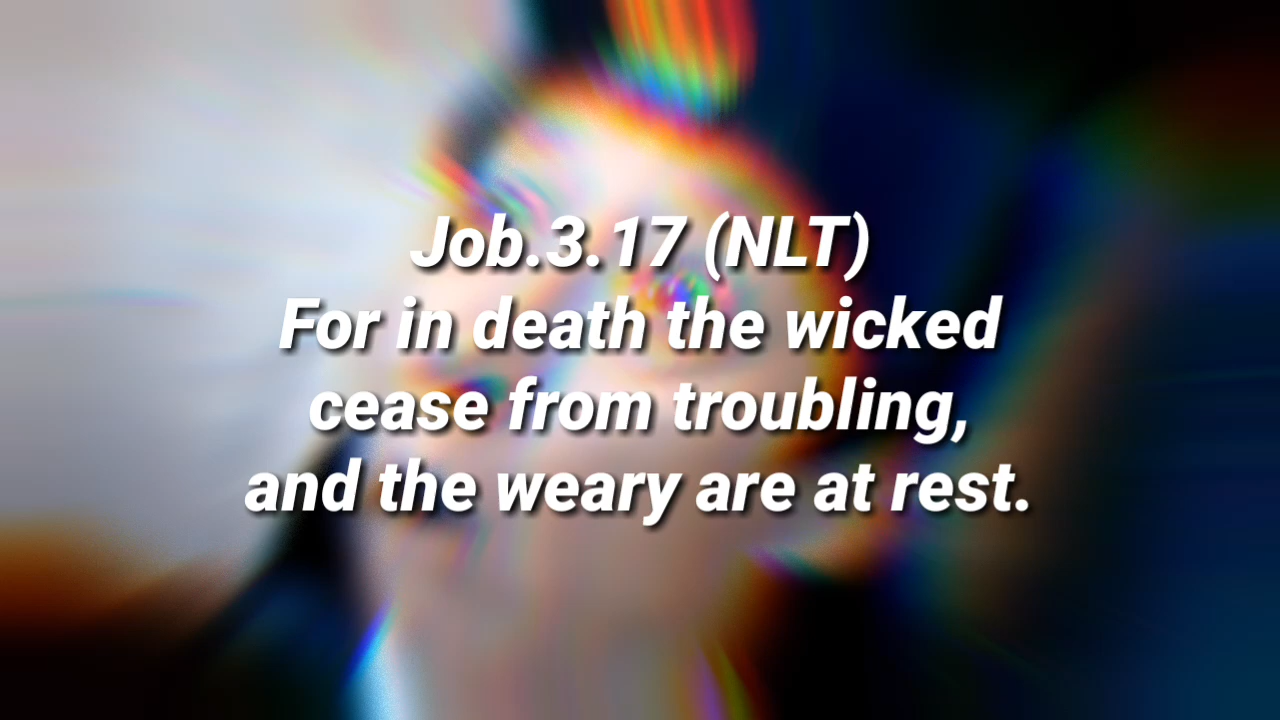 Job.3.17 (NLT)
For in death the wicked
cease from troubling,
and the weary are at rest.